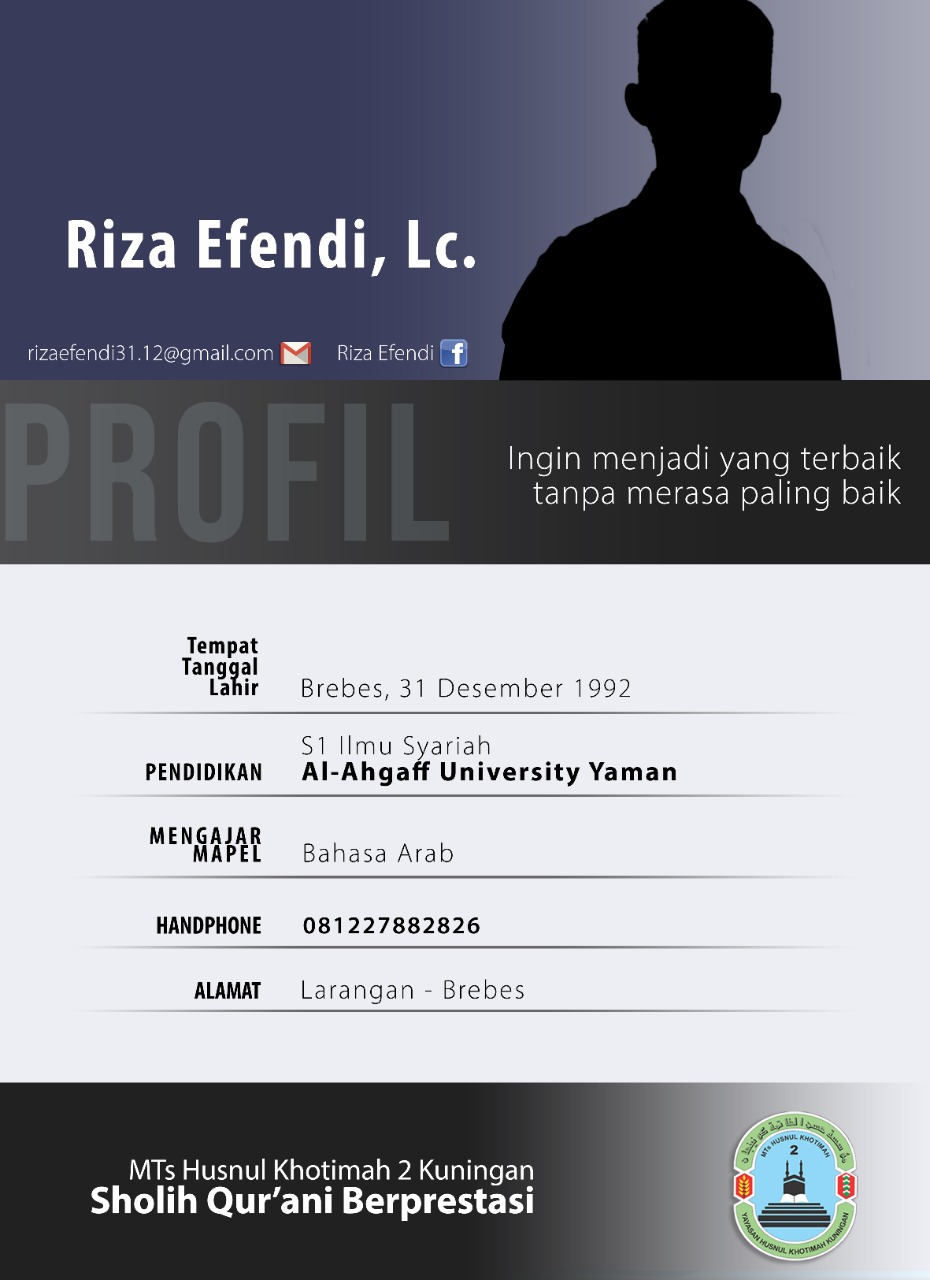 Riza Efendi, Lc.
rizaefendi31.12@gmail.com
Riza Efendi
f
PROFIL
Ingin menjadi yang terbaik
tanpa merasa paling baik
Tempat
Tanggal
Lahir
Brebes, 31 Desember 1992
S1 Ilmu Syariah
PENDIDIKAN
Al-Ahgaff University Yaman
MENGAJAR
MAPEL
Bahasa Arab
HANDPHONE
081227882826
ALAMAT
Larangan - Brebes
MTs Husnul Khotimah 2 Kuningan
Sholih Qur’ani Berprestasi
MTs HUSNUL KHOTIMAH
2
YAYASAN HUSNUL KHOTIMAH KUNINGAN